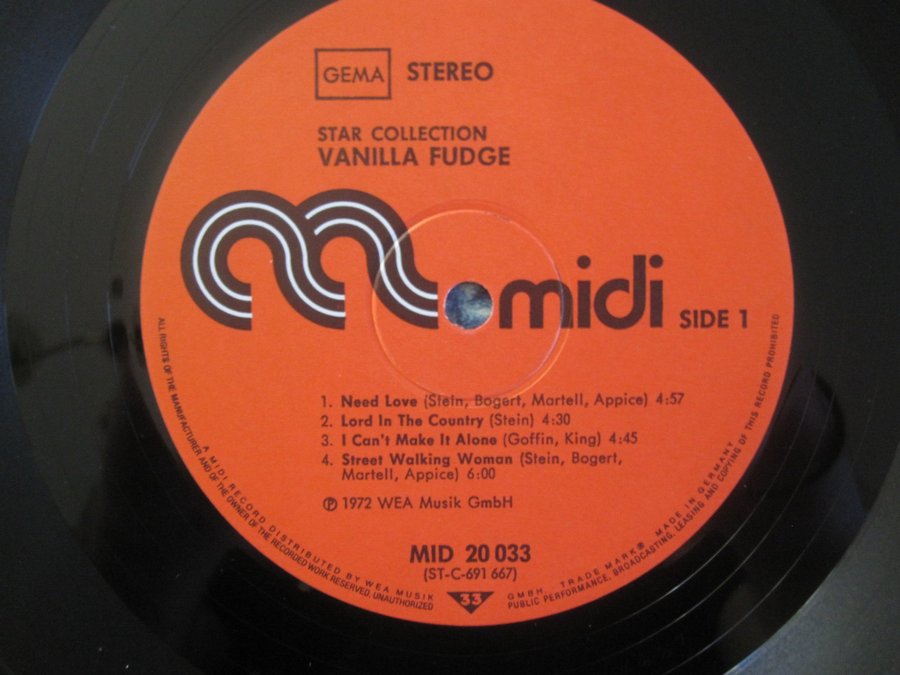 GEMA STEREO
STAR COLLECTION
VANILLA FUDGE
midi SIDE 1
1. Need Love (Stein, Bogert, Martell, Appice) 4:57
2. Lord In The Country (Stein) 4:30
3. I Can't Make It Alone (Goffin, King) 4:45
4. Street Walking Woman (Stein, Bogert,
Martell, Appice) 6:00
℗ 1972 WEA Musik GmbH
MID 20 033
(ST-C-691 667)
33
A MIDI RECORD DISTRIBUTED BY WEA MUSIK GMBH. TRADE MARK® MADE IN GERMANY
ALL RIGHTS OF THE MANUFACTURER AND OF THE OWNER OF THE RECORDED WORK RESERVED. UNAUTHORIZED PUBLIC PERFORMANCE, BROADCASTING, LEASING AND COPYING OF THIS RECORD PROHIBITED